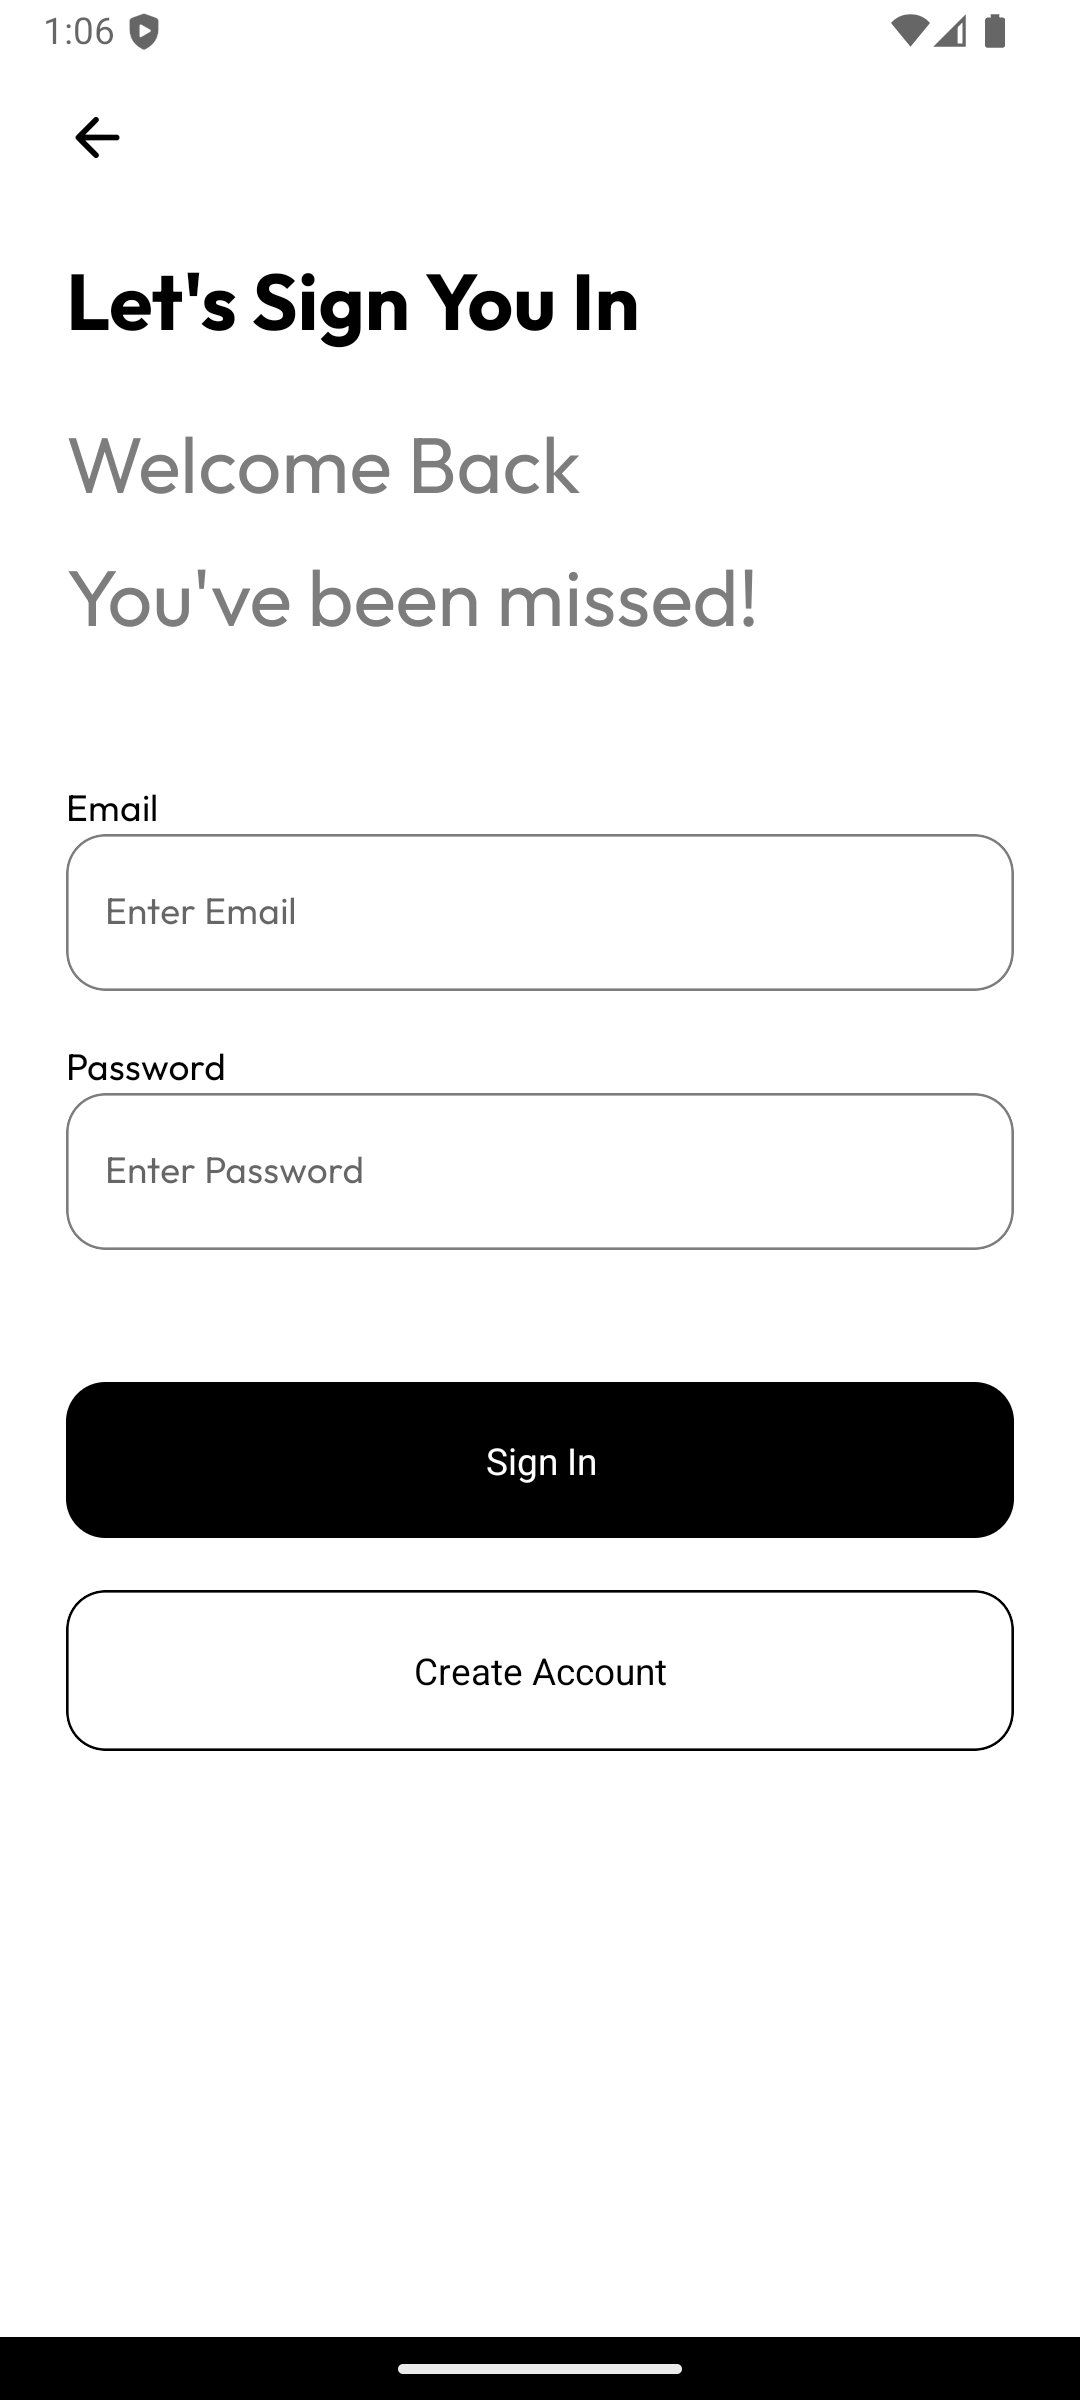 1:06
Let's Sign You In
Welcome Back
You've been missed!
Email
Enter Email
Password
Enter Password
Sign In
Create Account